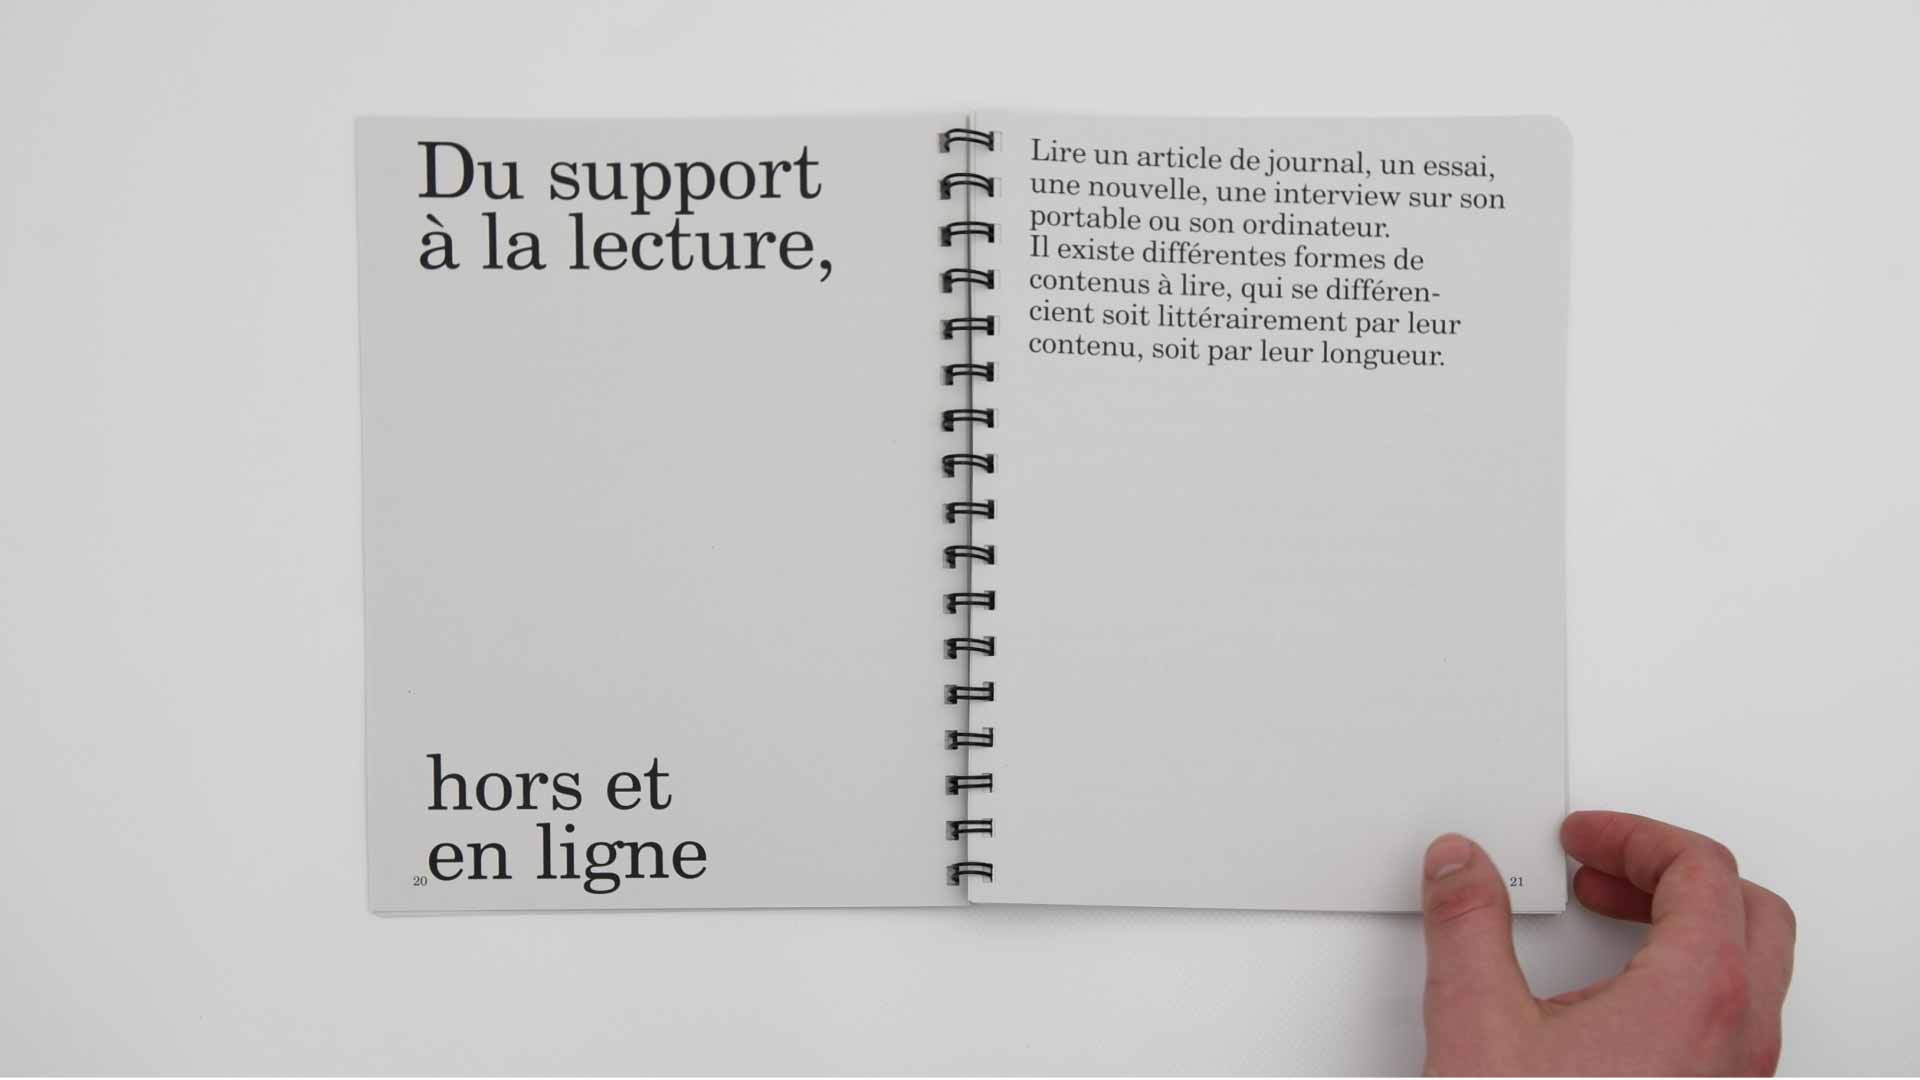 Du support
à la lecture,
hors et
en ligne
20
Lire un article de journal, un essai,
une nouvelle, une interview sur son
portable ou son ordinateur.
Il existe différentes formes de
contenus à lire, qui se différen-
cient soit littérairement par leur
contenu, soit par leur longueur.
21